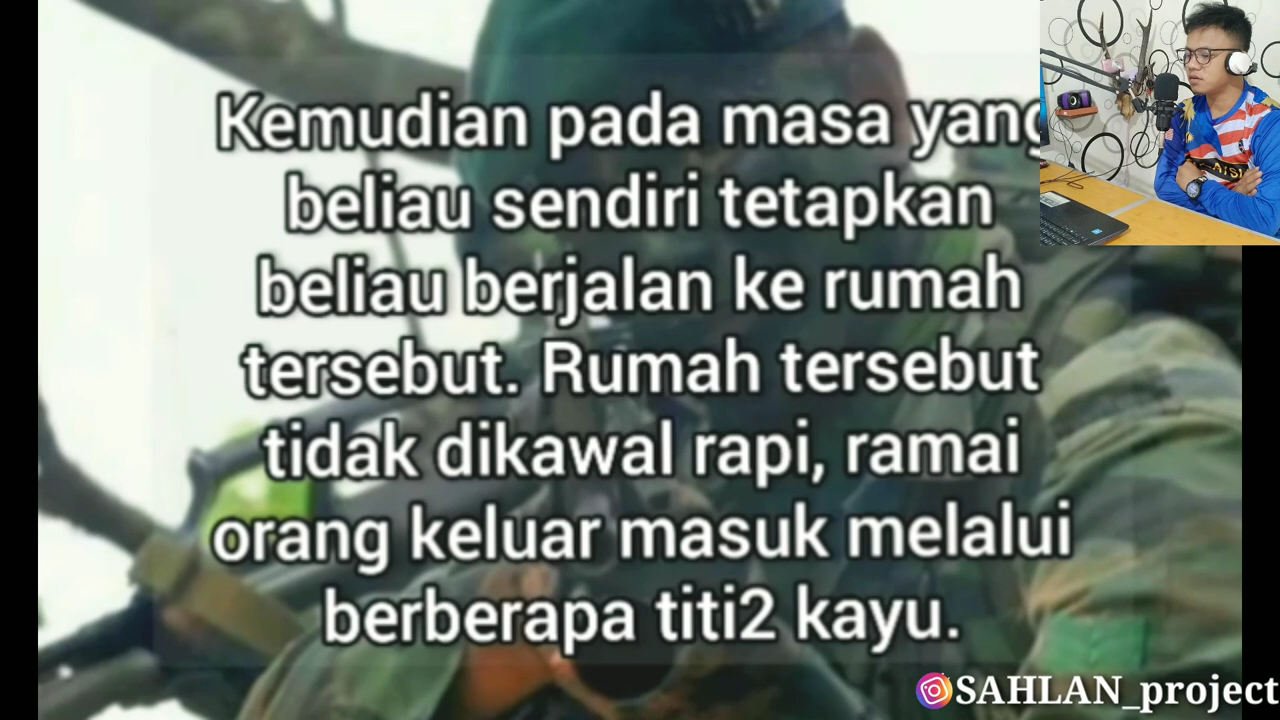 Kemudian pada masa yang
beliau sendiri tetapkan
beliau berjalan ke rumah
tersebut. Rumah tersebut
tidak dikawal rapi, ramai
orang keluar masuk melalui
berberapa titi2 kayu.
SAHLAN_project